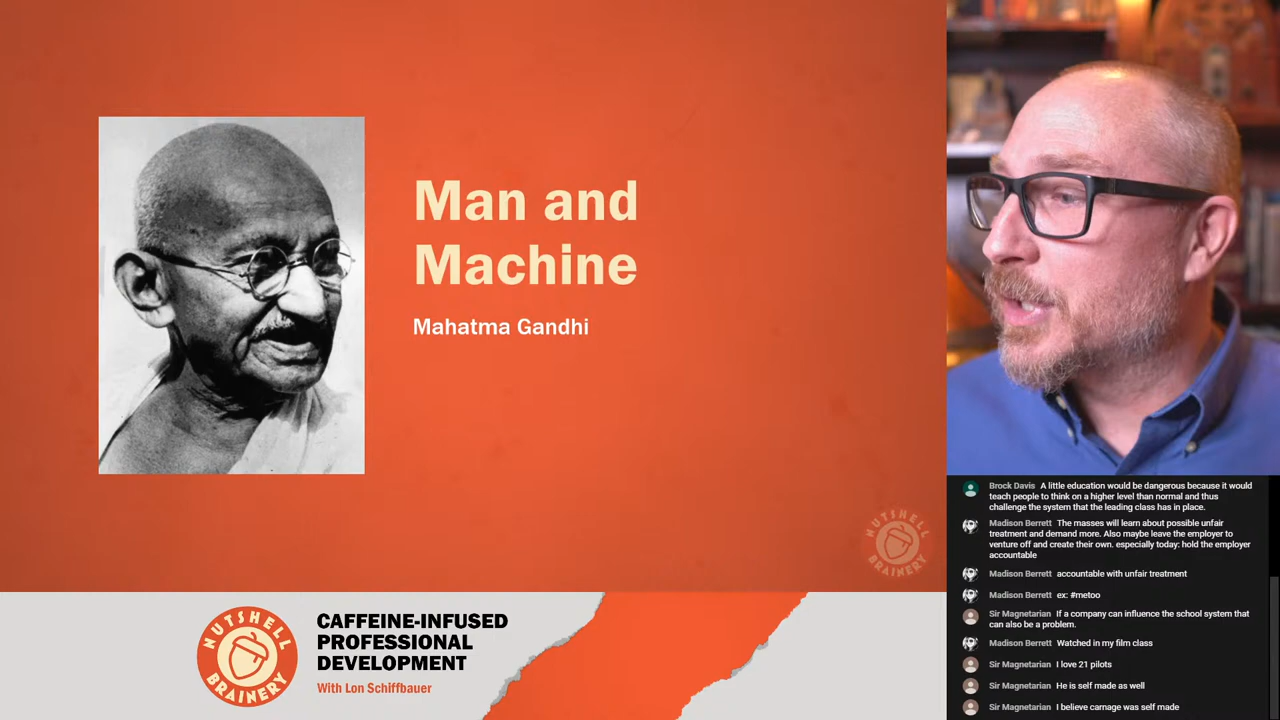 Man and
Machine
Mahatma Gandhi
NUTSHELL
BRAINERY
NUTSHELL
BRAINERY
CAFFEINE-INFUSED
PROFESSIONAL
DEVELOPMENT
With Lon Schiffbauer
Brock Davis A little education would be dangerous because it would
teach people to think on a higher level than normal and thus
challenge the system that the leading class has in place.
Madison Berrett The masses will learn about possible unfair
treatment and demand more. Also maybe leave the employer to
venture off and create their own. especially today: hold the employer
accountable
Madison Berrett accountable with unfair treatment
Madison Berrett ex: #metoo
Sir Magnetarian If a company can influence the school system that
can also be a problem.
Madison Berrett Watched in my film class
Sir Magnetarian I love 21 pilots
Sir Magnetarian He is self made as well
Sir Magnetarian I believe carnage was self made